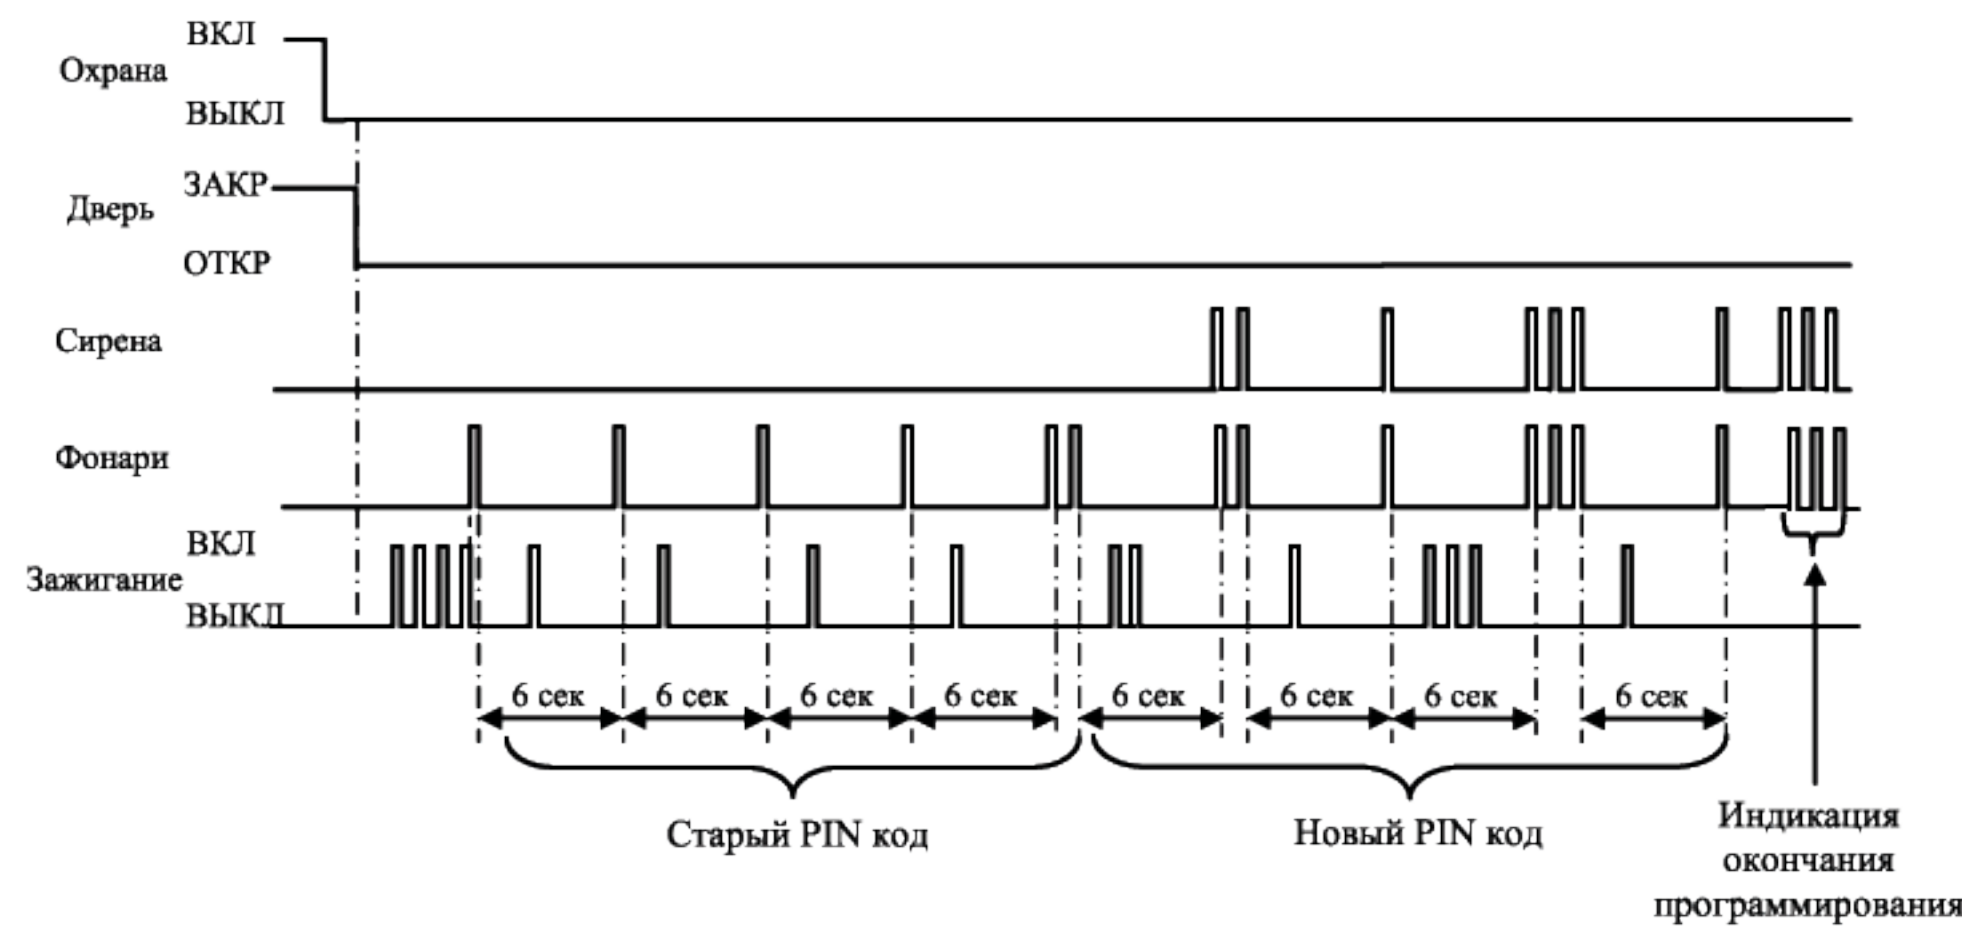 ВКЛ
Охрана
ВЫКЛ
ЗАКР
Дверь
ОТКР
Сирена
Фонари
ВКЛ
Зажигание
ВЫКЛ
6 сек 6 сек 6 сек 6 сек 6 сек 6 сек 6 сек 6 сек
Старый PIN код
Новый PIN код
Индикация
окончания
программирования